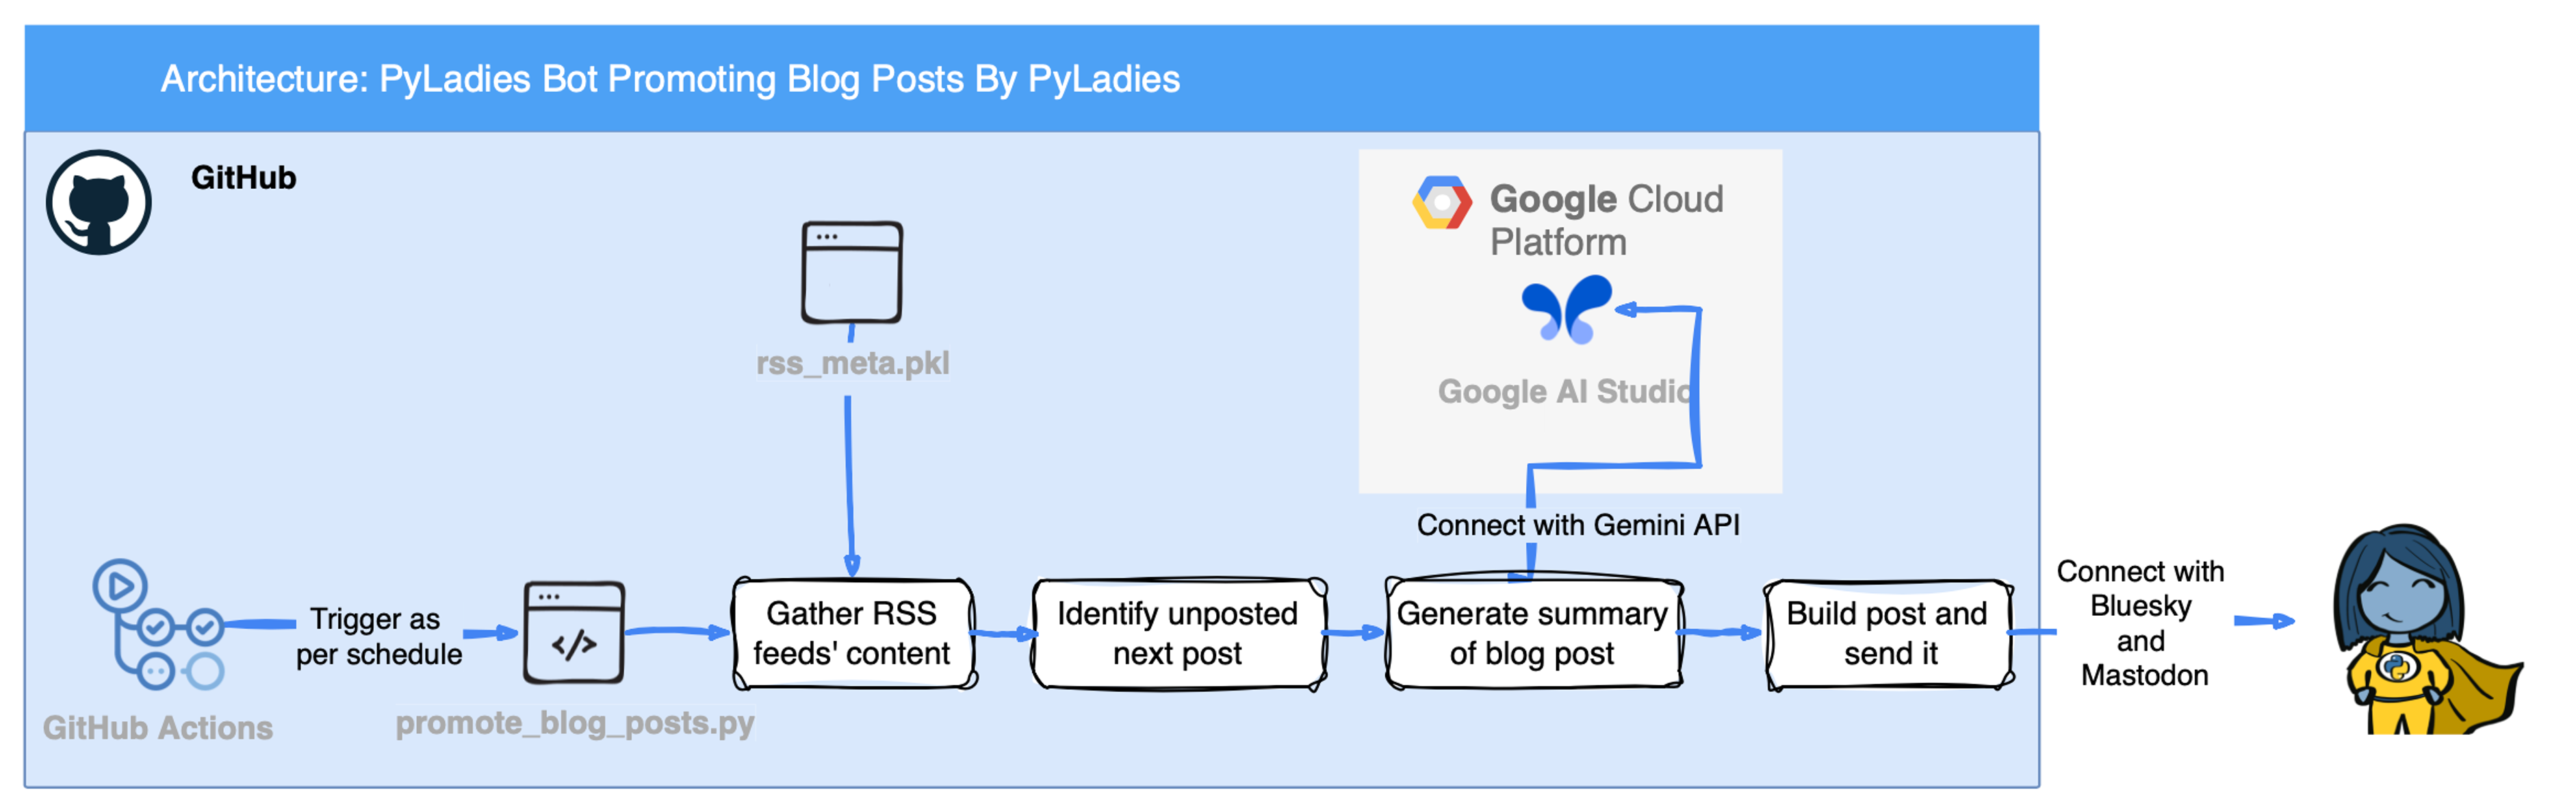 Architecture: PyLadies Bot Promoting Blog Posts By PyLadies
GitHub
Google Cloud
Platform
rss_meta.pkl
Google AI Studio
Connect with Gemini API
GitHub Actions
Trigger as
per schedule
promote_blog_posts.py
Gather RSS
feeds' content
Identify unposted
next post
Generate summary
of blog post
Build post and
send it
Connect with
Bluesky
and
Mastodon